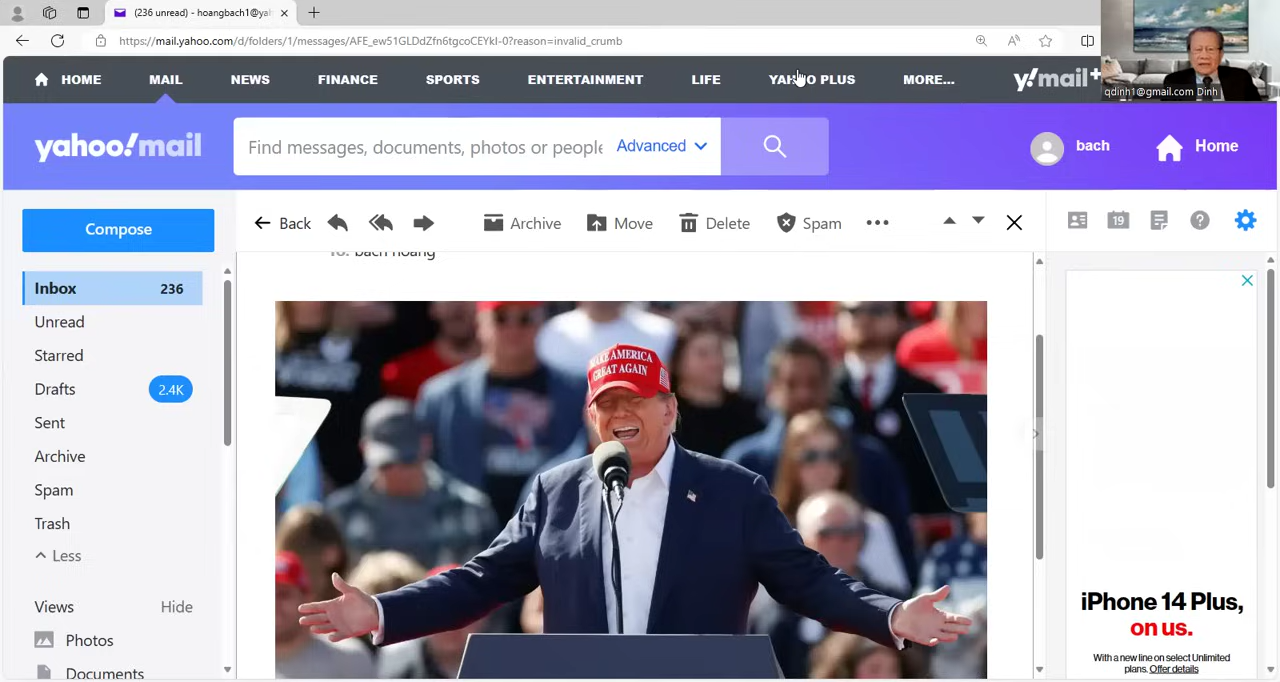 (236 unread) - hoangbach1@yah
https://mail.yahoo.com/d/folders/1/messages/AFE_ew51GLDdZfn6tgcoCEYkI-0?reason=invalid_crumb
qdinh1@gmail.com Dinh
HOME MAIL NEWS FINANCE SPORTS ENTERTAINMENT LIFE YAHOO PLUS MORE... y!mail+
yahoo!mail
Find messages, documents, photos or people
Advanced
bach
Home
Compose
Back Archive Move Delete Spam
19
Inbox 236
Unread
Starred
Drafts 2.4K
Sent
Archive
Spam
Trash
Less
Views Hide
Photos
Documents
To: bach hoang
MAKE AMERICA
GREAT AGAIN
iPhone 14 Plus,
on us.
With a new line on select Unlimited
plans. Offer details